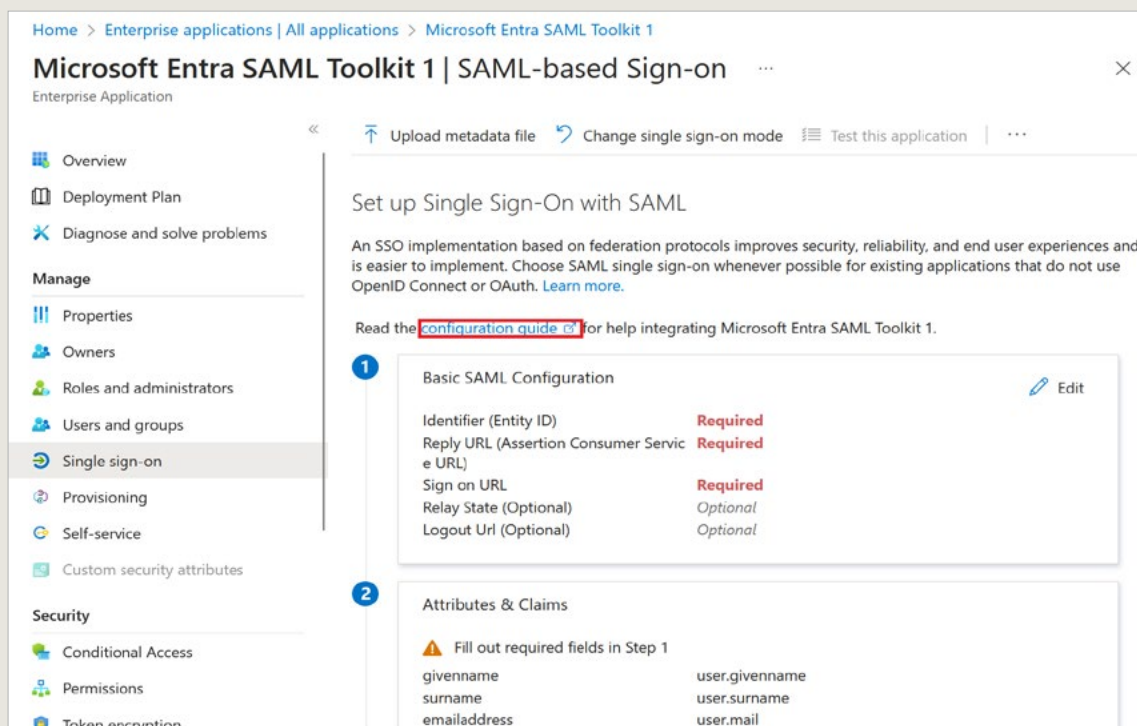 Home > Enterprise applications | All applications > Microsoft Entra SAML Toolkit 1
Microsoft Entra SAML Toolkit 1 | SAML-based Sign-on ...
Enterprise Application
Upload metadata file
Change single sign-on mode
Test this application
Overview
Deployment Plan
Diagnose and solve problems
Manage
Properties
Owners
Roles and administrators
Users and groups
Single sign-on
Provisioning
Self-service
Custom security attributes
Security
Conditional Access
Permissions
Token encryption
Set up Single Sign-On with SAML
An SSO implementation based on federation protocols improves security, reliability, and end user experiences and
is easier to implement. Choose SAML single sign-on whenever possible for existing applications that do not use
OpenID Connect or OAuth. Learn more.
Read the configuration guide for help integrating Microsoft Entra SAML Toolkit 1.
1
Basic SAML Configuration
Edit
Identifier (Entity ID) Required
Reply URL (Assertion Consumer Servic Required
e URL)
Sign on URL Required
Relay State (Optional) Optional
Logout Url (Optional) Optional
2
Attributes & Claims
Fill out required fields in Step 1
givenname user.givenname
surname user.surname
emailaddress user.mail